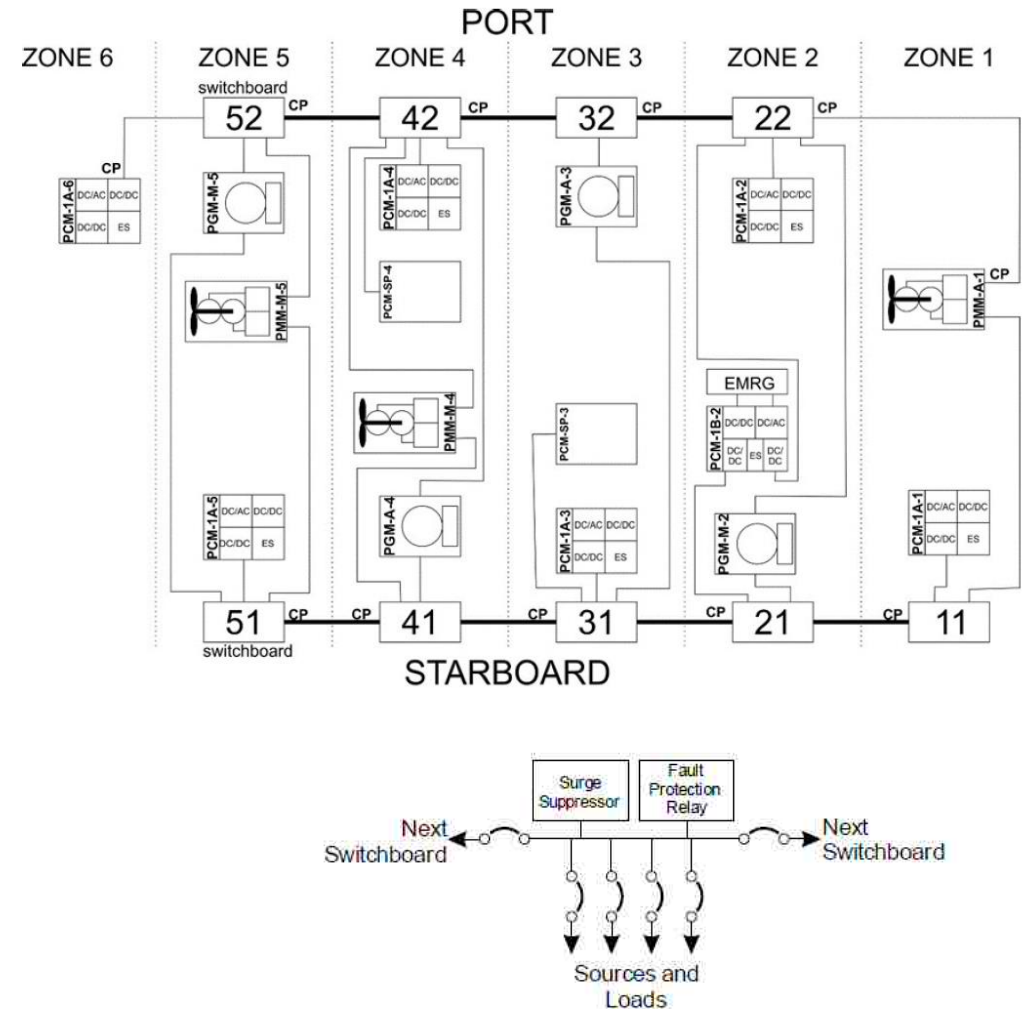 PORT
ZONE 6 ZONE 5 ZONE 4 ZONE 3 ZONE 2 ZONE 1
switchboard
52 CP 42 CP 32 CP 22 CP
CP
PCM-1A-6
DC/AC DC/DC
DC/DC ES
PGM-M-5
PCM-1A-4
DC/AC DC/DC
DC/DC ES
PGM-A-3
PCM-1A-2
DC/AC DC/DC
DC/DC ES
PCM-SP-4
PMM-M-5
CP
PMM-A-1
EMRG
PMM-M-4
PCM-SP-3
PCM-1B-2
DC/DC DC/AC
DC/
DC
ES
DC/
DC
PCM-1A-5
DC/AC DC/DC
DC/DC ES
PGM-A-4
PCM-1A-3
DC/AC DC/DC
DC/DC ES
PGM-M-2
PCM-1A-1
DC/AC DC/DC
DC/DC ES
51 CP CP 41 CP 31 CP 21 CP 11
switchboard
STARBOARD
Surge
Suppressor
Fault
Protection
Relay
Next
Switchboard
Next
Switchboard
Sources and
Loads